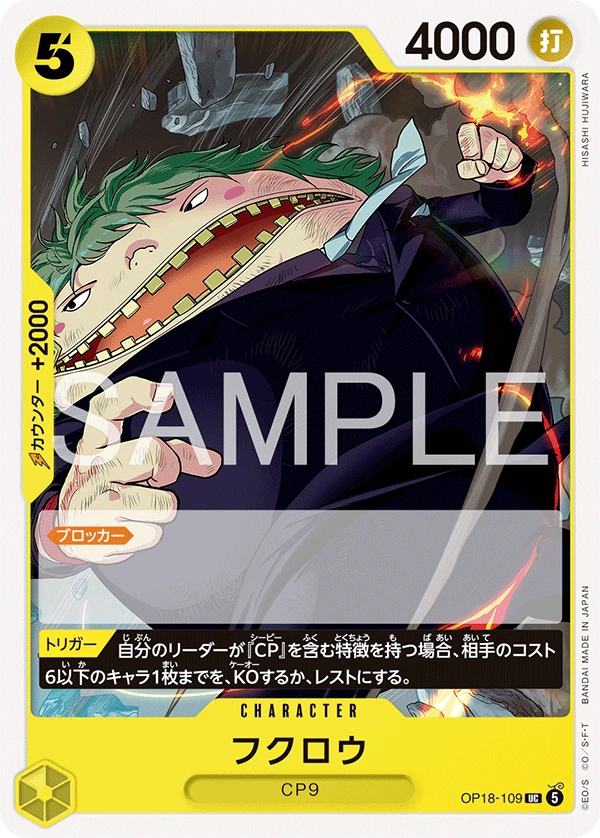 5
4000
打
HISASHI HUJIWARA
カウンター +2000
SAMPLE
ブロッカー
トリガー 自分のリーダーが『CP』を含む特徴を持つ場合、相手のコスト
6以下のキャラ1枚までを、KOするか、レストにする。
CHARACTER
フクロウ
CP9
OP18-109 UC 5
©E.O/S ©O/S・F・T BANDAI MADE IN JAPAN